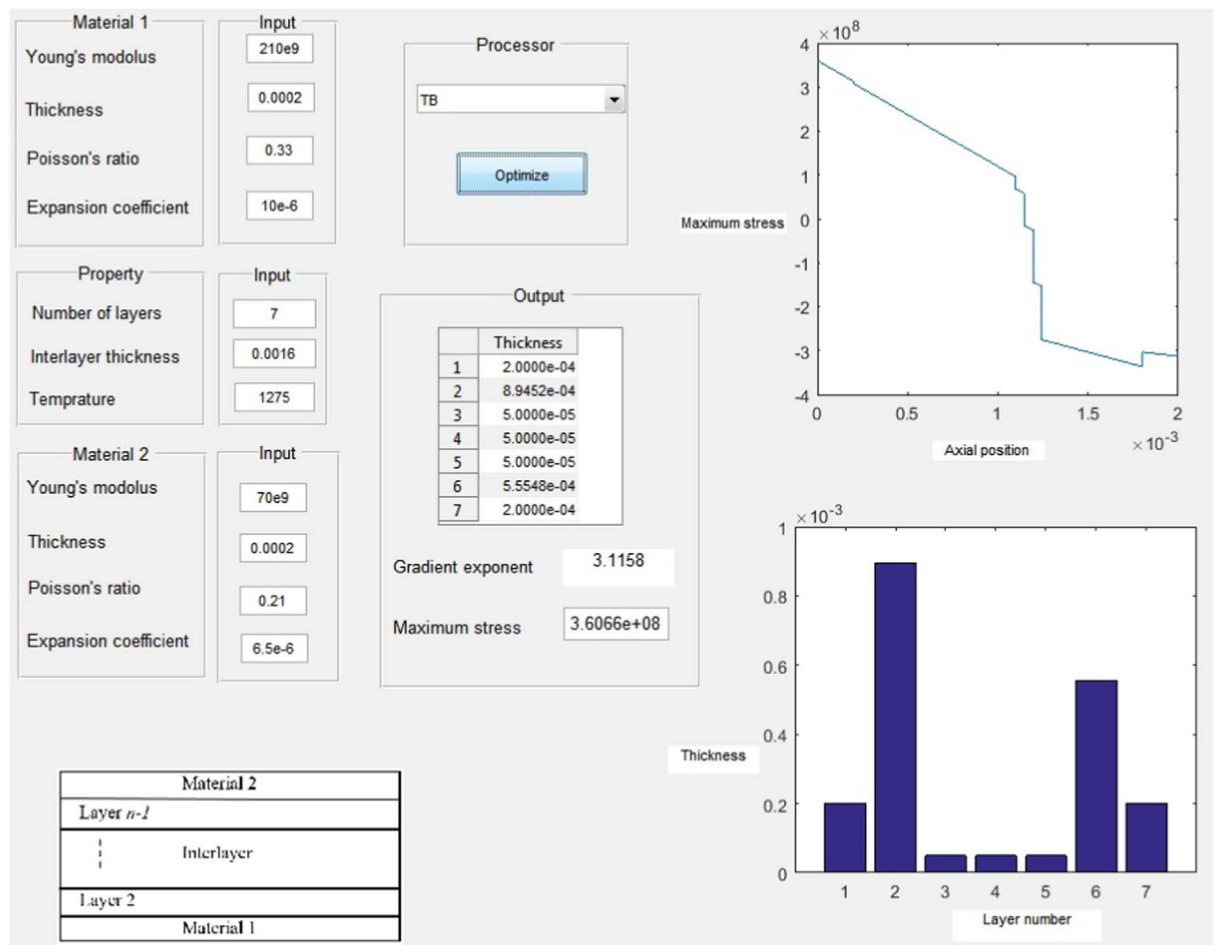 Material 1
Input
Young's modolus
210e9
Thickness
0.0002
Poisson's ratio
0.33
Expansion coefficient
10e-6
Property
Input
Number of layers
7
Interlayer thickness
0.0016
Temprature
1275
Material 2
Input
Young's modolus
70e9
Thickness
0.0002
Poisson's ratio
0.21
Expansion coefficient
6.5e-6
Processor
TB
Optimize
Output
Thickness
1 2.0000e-04
2 8.9452e-04
3 5.0000e-05
4 5.0000e-05
5 5.0000e-05
6 5.5548e-04
7 2.0000e-04
Gradient exponent 3.1158
Maximum stress 3.6066e+08
× 10^8
4
3
2
1
0
-1
-2
-3
-4
Maximum stress
0 0.5 1 1.5 2
× 10^-3
Axial position
× 10^-3
1
0.8
0.6
0.4
0.2
0
Thickness
1 2 3 4 5 6 7
Layer number
Material 2
Layer n-1
Interlayer
Layer 2
Material 1